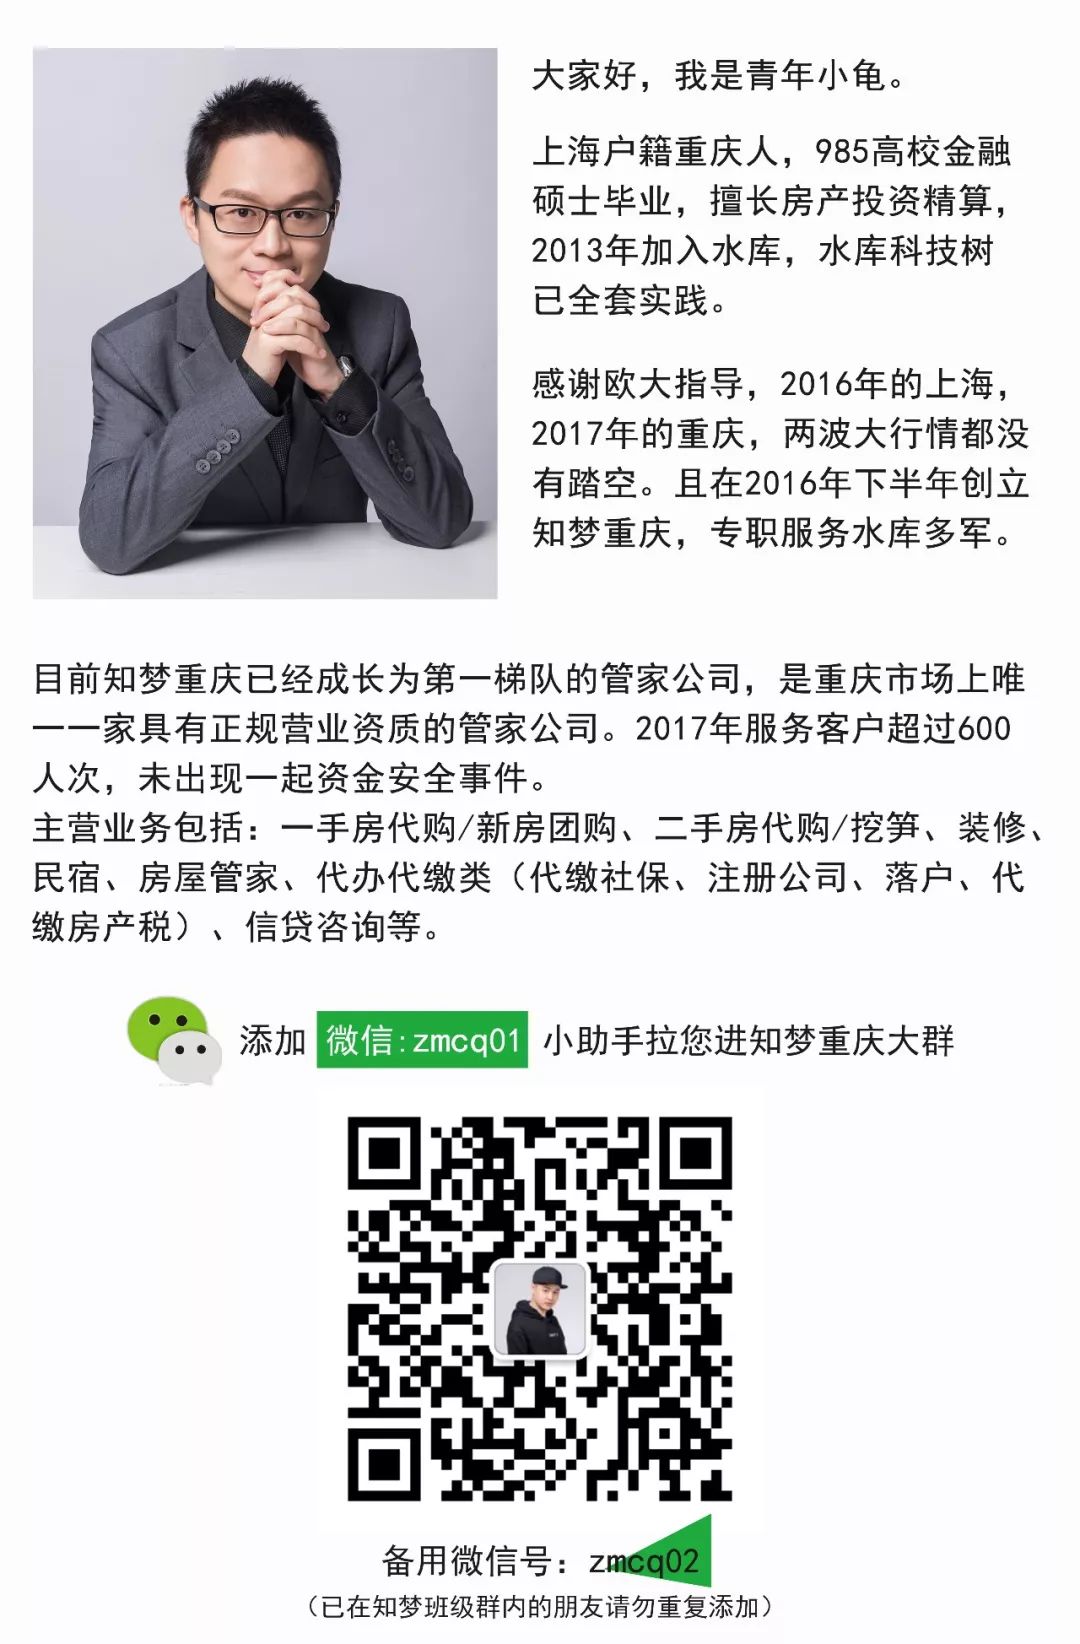 大家好，我是青年小龟。
上海户籍重庆人，985高校金融
硕士毕业，擅长房产投资精算，
2013年加入水库，水库科技树
已全套实践。
感谢欧大指导，2016年的上海，
2017年的重庆，两波大行情都没
有踏空。且在2016年下半年创立
知梦重庆，专职服务水库多军。
目前知梦重庆已经成长为第一梯队的管家公司，是重庆市场上唯
一一家具有正规营业资质的管家公司。2017年服务客户超过600
人次，未出现一起资金安全事件。
主营业务包括：一手房代购/新房团购、二手房代购/挖笋、装修、
民宿、房屋管家、代办代缴类（代缴社保、注册公司、落户、代
缴房产税）、信贷咨询等。
添加 微信:zmcq01 小助手拉您进知梦重庆大群
备用微信号：zmcq02
（已在知梦班级群内的朋友请勿重复添加）